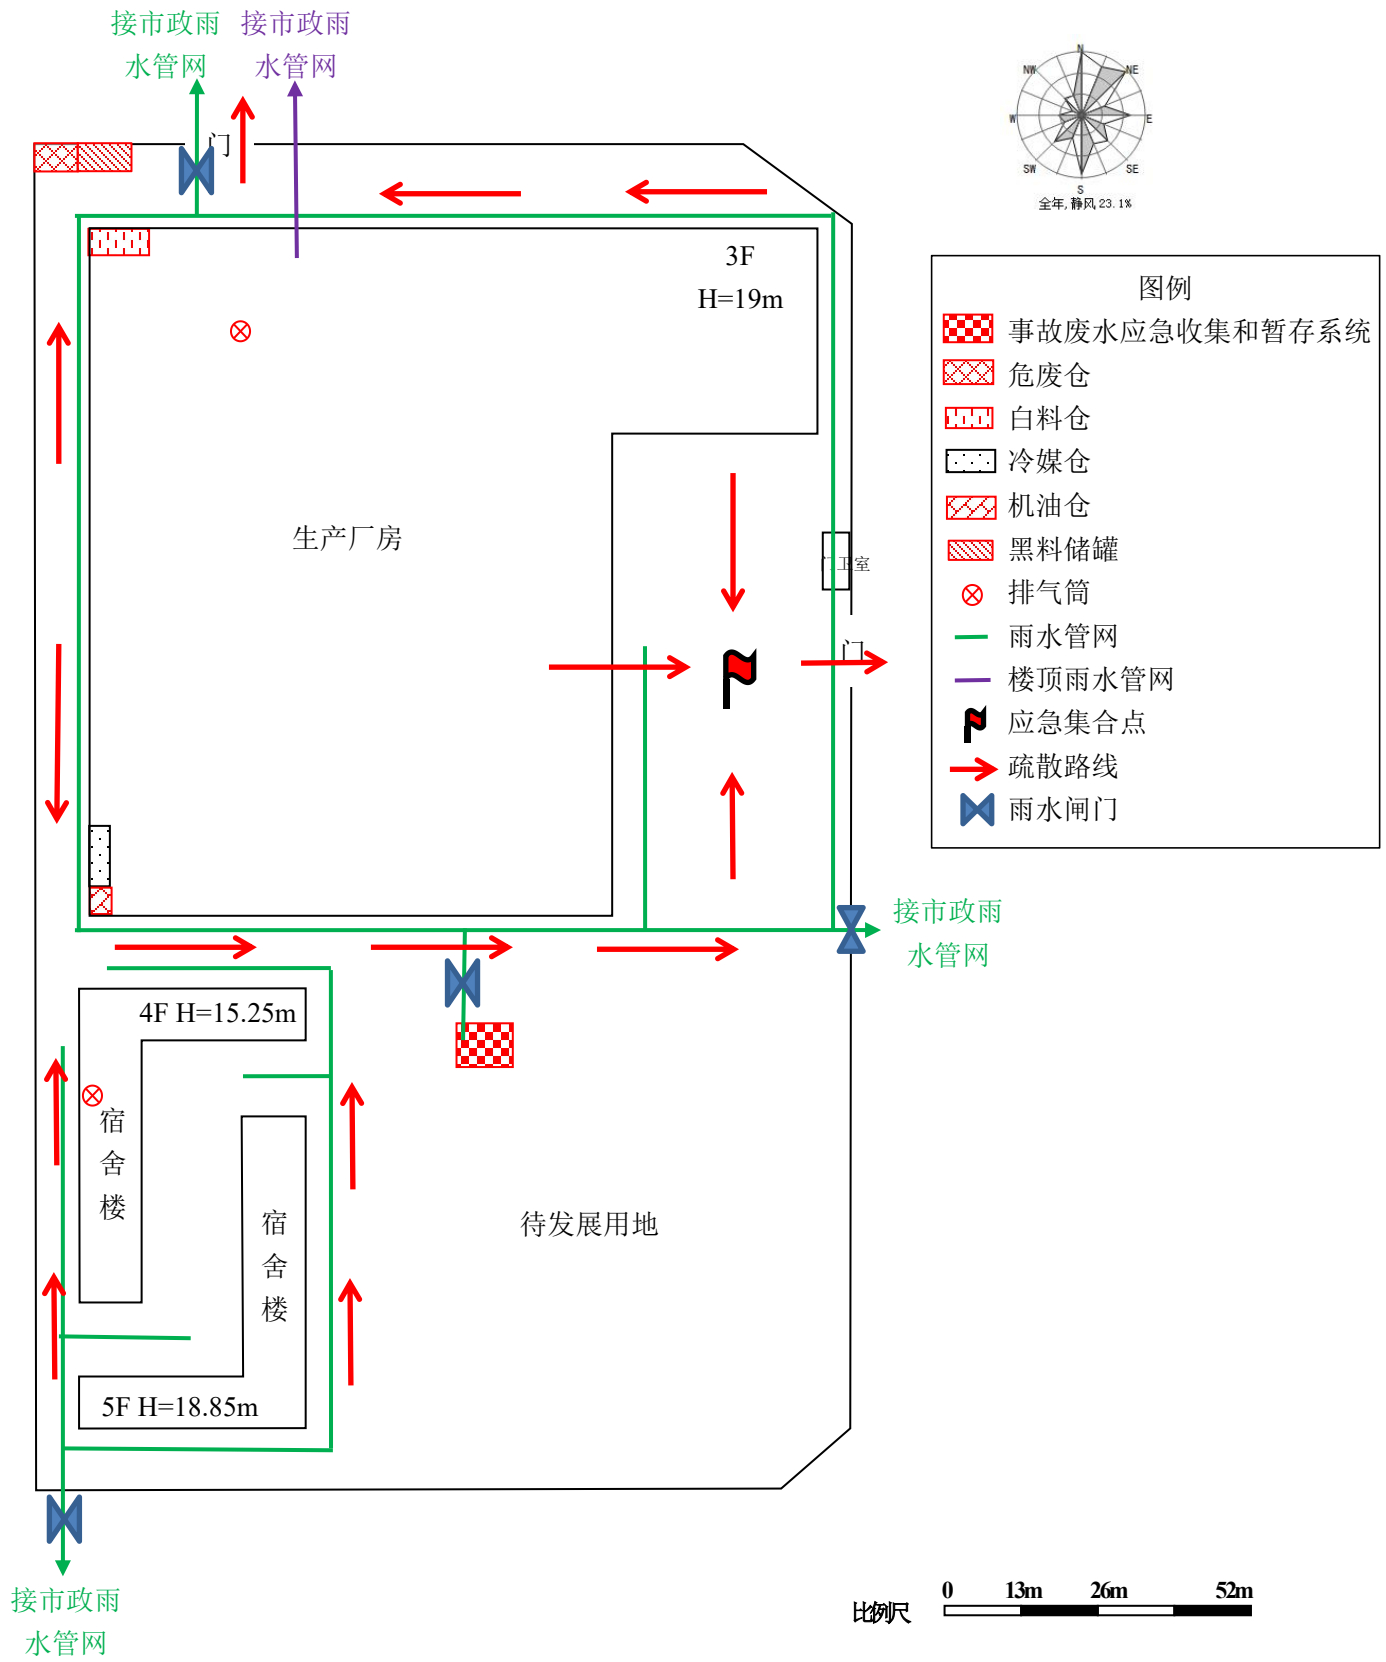 接市政雨
水管网
接市政雨
水管网
门
N
NE
E
SE
S
SW
W
NW
全年,静风23.1%
3F
H=19m
生产厂房
门卫室
门
图例
事故废水应急收集和暂存系统
危废仓
白料仓
冷媒仓
机油仓
黑料储罐
排气筒
雨水管网
楼顶雨水管网
应急集合点
疏散路线
雨水闸门
接市政雨
水管网
4F H=15.25m
宿
舍
楼
宿
舍
楼
5F H=18.85m
待发展用地
接市政雨
水管网
比例尺
0 13m 26m 52m